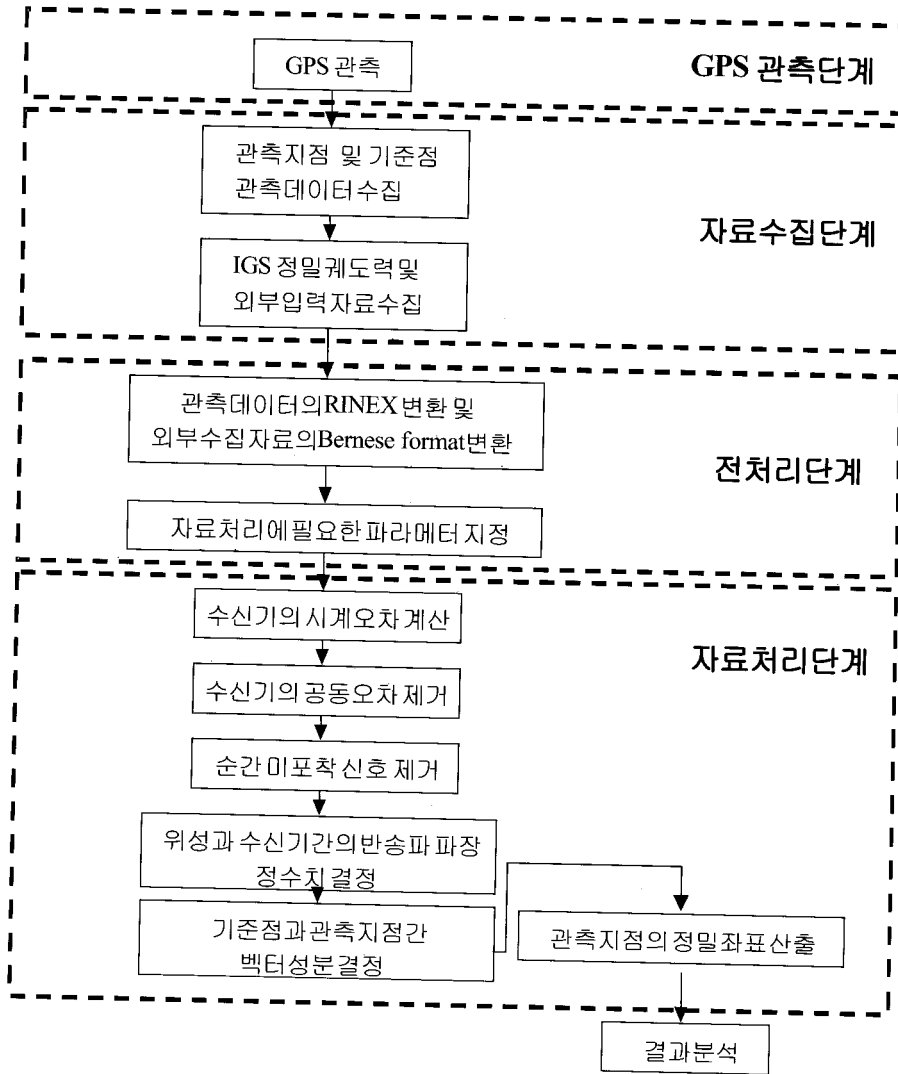 GPS 관측
GPS 관측단계
관측지점 및 기준점
관측데이터수집
자료수집단계
IGS 정밀궤도력및
외부입력자료수집
관측데이터의RINEX 변환 및
외부수집자료의Bernese format변환
전처리단계
자료처리에필요한파라메터 지정
수신기의시계오차계산
자료처리단계
수신기의공동오차 제거
순간미포착 신호 제거
위성과 수신기간의반송파 파장
정수치 결정
기준점과관측지점간
벡터성분결정
관측지점의정밀좌표산출
결과분석